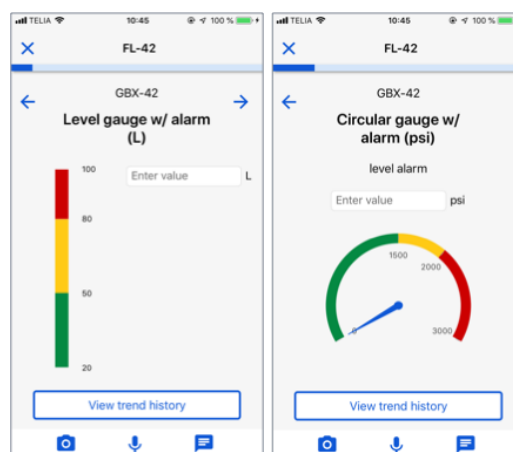 TELIA 10:45 100 %
FL-42
GBX-42
Level gauge w/ alarm
(L)
100
Enter value L
80
50
20
View trend history
TELIA 10:45 100 %
FL-42
GBX-42
Circular gauge w/
alarm (psi)
level alarm
Enter value psi
1500
2000
0
3000
View trend history